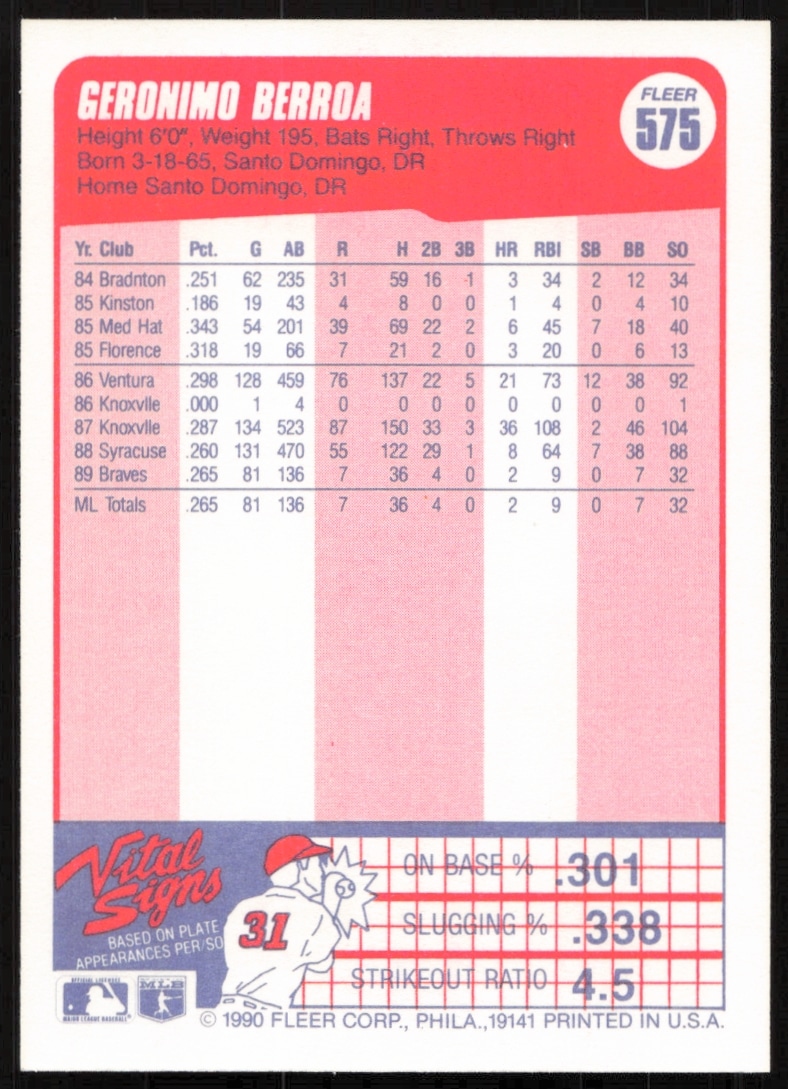 GERONIMO BERROA
FLEER
575
Height 6'0", Weight 195, Bats Right, Throws Right
Born 3-18-65, Santo Domingo, DR
Home Santo Domingo, DR
Yr. Club Pct. G AB R H 2B 3B HR RBI SB BB SO
84 Bradnton .251 62 235 31 59 16 1 3 34 2 12 34
85 Kinston .186 19 43 4 8 0 0 1 4 0 4 10
85 Med Hat .343 54 201 39 69 22 2 6 45 7 18 40
85 Florence .318 19 66 7 21 2 0 3 20 0 6 13
86 Ventura .298 128 459 76 137 22 5 21 73 12 38 92
86 Knoxvlle .000 1 4 0 0 0 0 0 0 0 0 1
87 Knoxvlle .287 134 523 87 150 33 3 36 108 2 46 104
88 Syracuse .260 131 470 55 122 29 1 8 64 7 38 88
89 Braves .265 81 136 7 36 4 0 2 9 0 7 32
ML Totals .265 81 136 7 36 4 0 2 9 0 7 32
Vital
Signs
BASED ON PLATE
APPEARANCES PER/SO
31
ON BASE % .301
SLUGGING % .338
STRIKEOUT RATIO 4.5
OFFICIAL LICENSEE
MAJOR LEAGUE BASEBALL
MLB
© 1990 FLEER CORP., PHILA.,19141 PRINTED IN U.S.A.